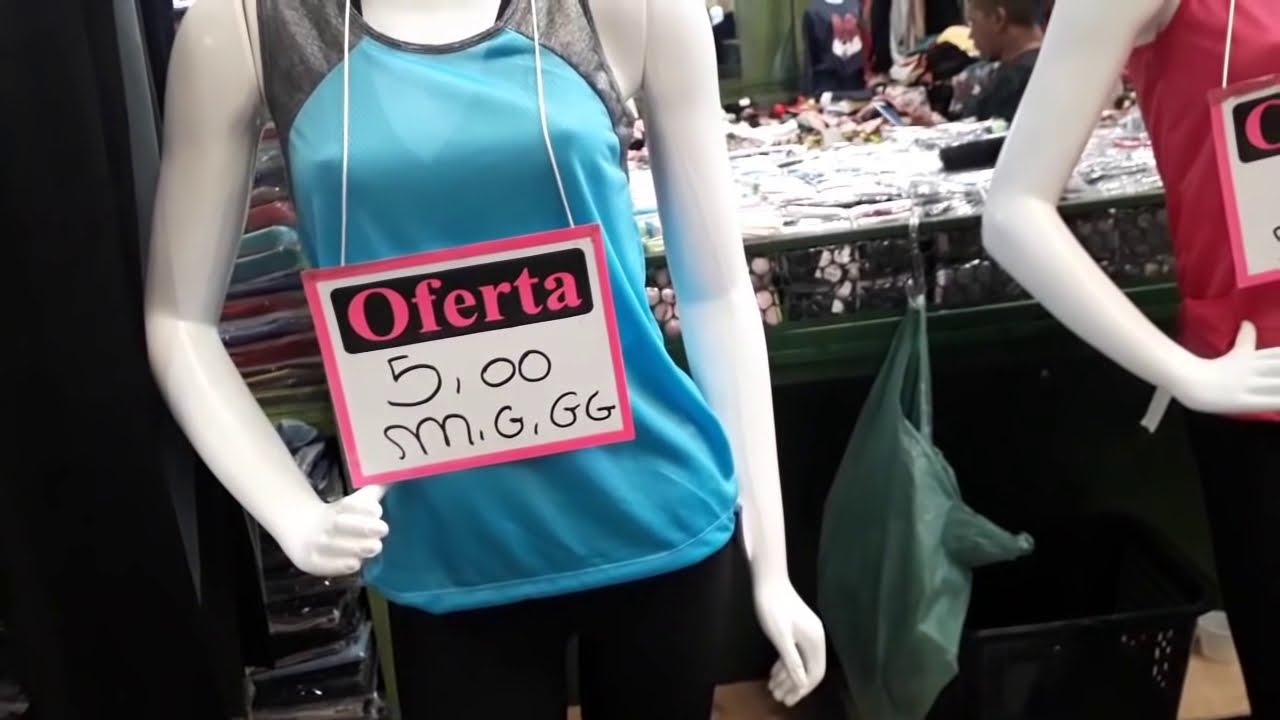 Oferta
5,00
M, G, GG